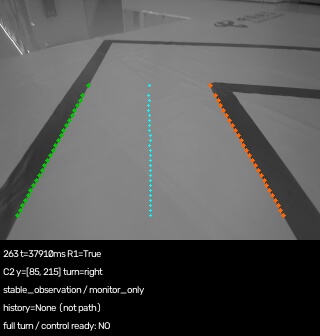 263 t=37910ms R1=True
C2 y=[85, 215] turn=right
stable_observation / monitor_only
history=None (not path)
full turn / control ready: NO